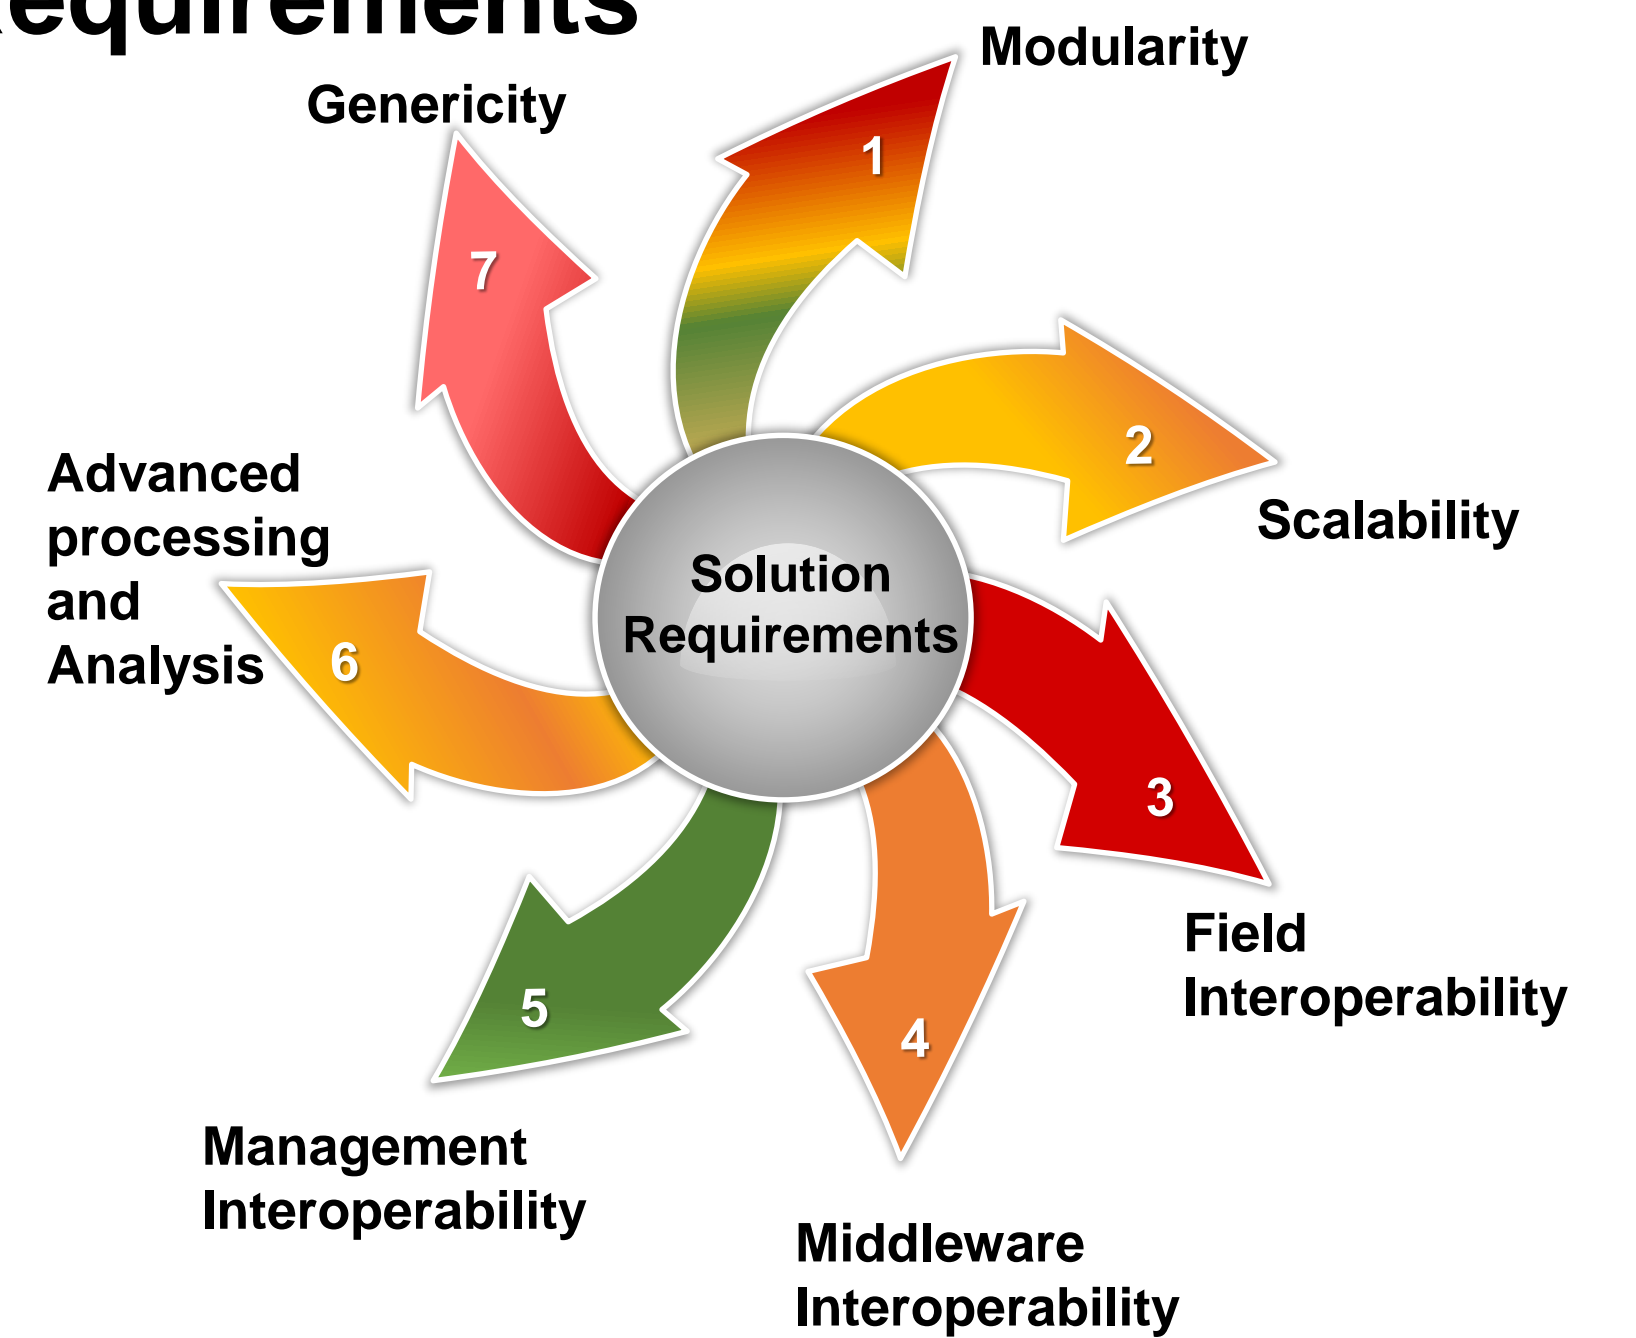 equirements
Modularity
Genericity
1
7
2
Scalability
Advanced
processing
and
Analysis
6
Solution
Requirements
3
Field
Interoperability
4
5
Management
Interoperability
Middleware
Interoperability